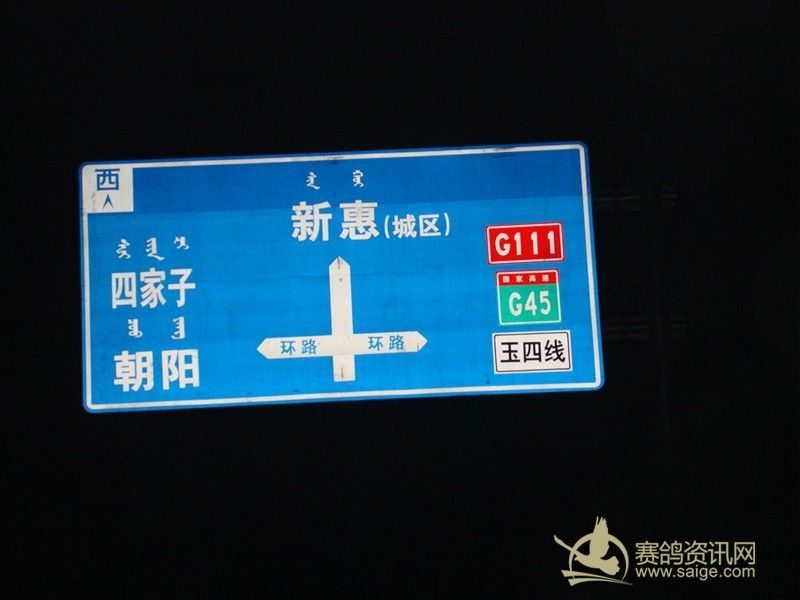 西
新惠(城区)
四家子
朝阳
环路
环路
G111
国家高速
G45
玉四线
赛鸽资讯网
www.saige.com